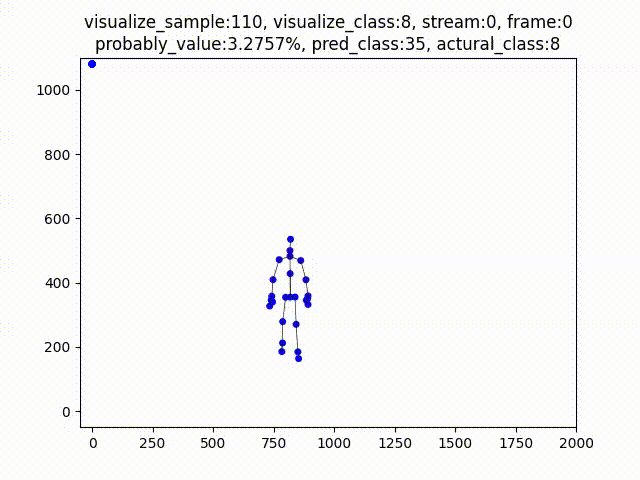 visualize_sample:110, visualize_class:8, stream:0, frame:0
probably_value:3.2757%, pred_class:35, actural_class:8
1000
800
600
400
200
0
0 250 500 750 1000 1250 1500 1750 2000